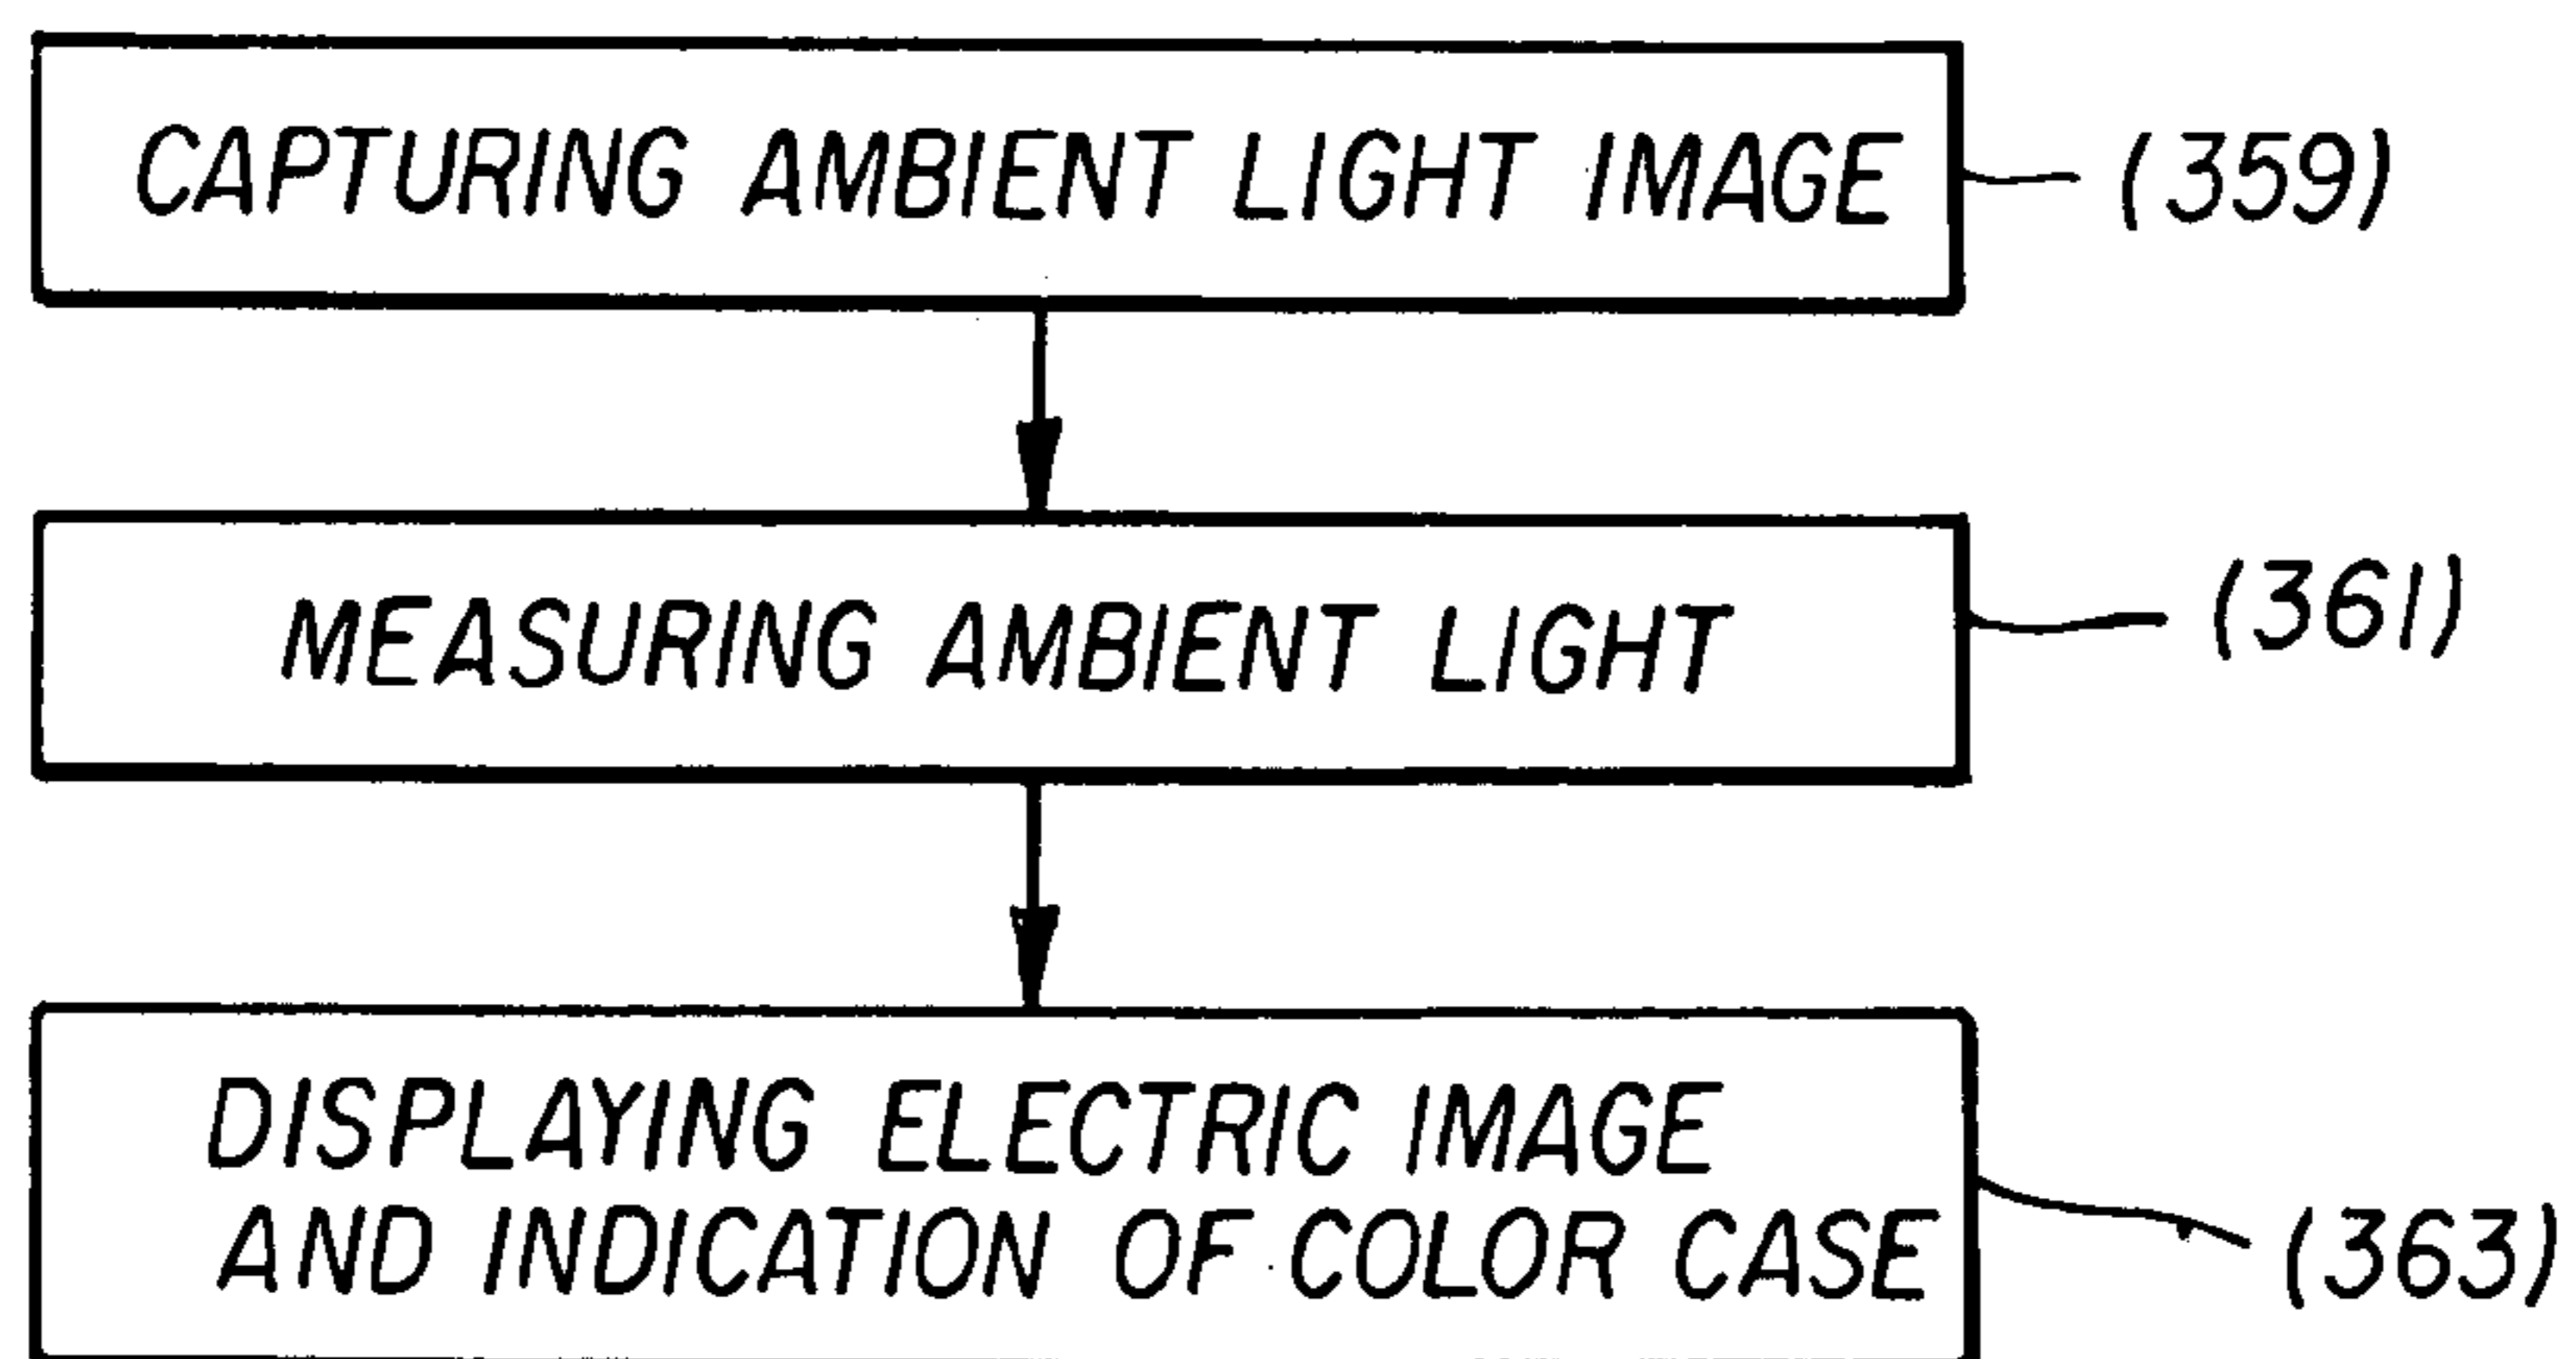 CAPTURING AMBIENT LIGHT IMAGE (359)
MEASURING AMBIENT LIGHT (361)
DISPLAYING ELECTRIC IMAGE
AND INDICATION OF COLOR CASE (363)